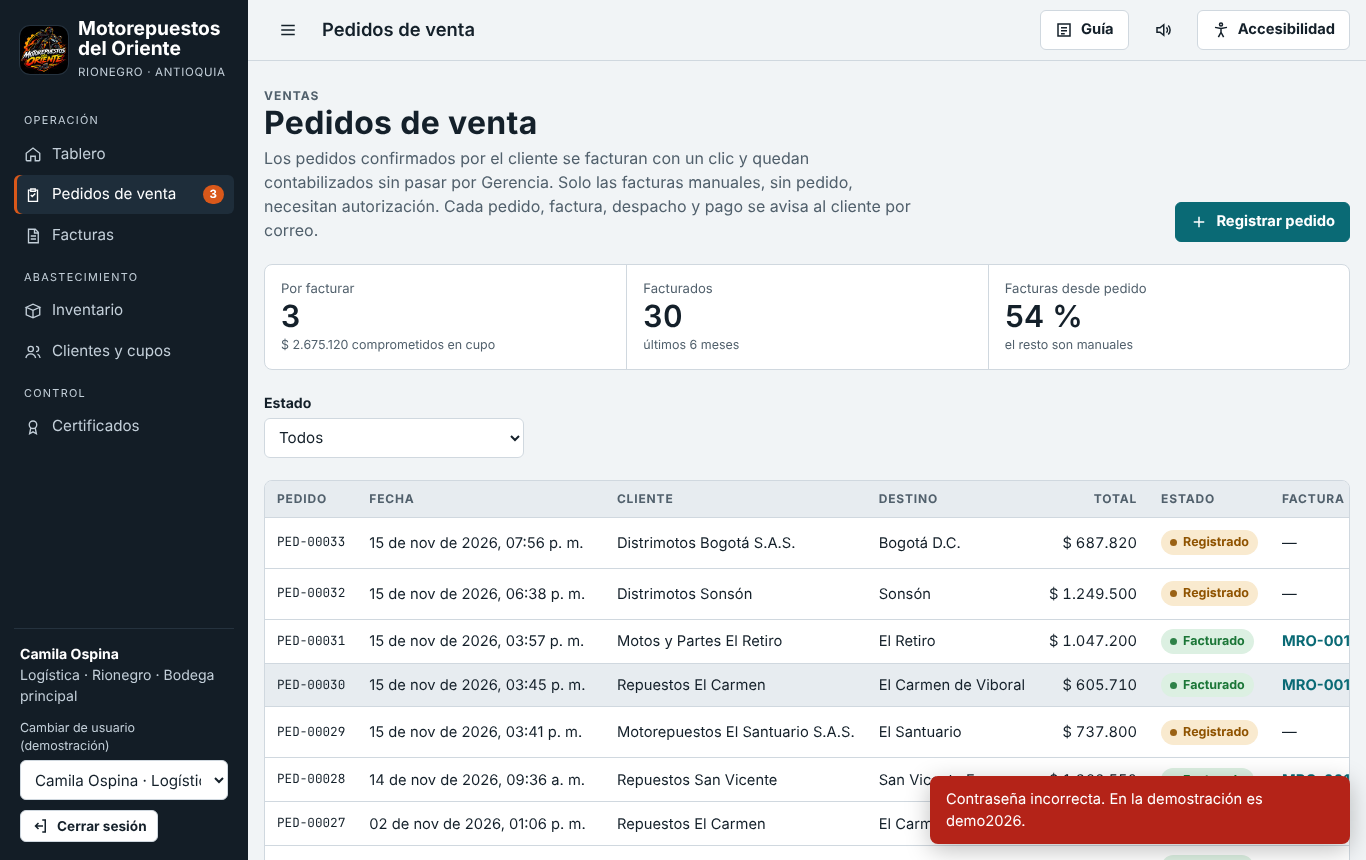 MOTOREPUESTOS
ORIENTE
Motorepuestos
del Oriente
RIONEGRO · ANTIOQUIA
OPERACIÓN
Tablero
Pedidos de venta 3
Facturas
ABASTECIMIENTO
Inventario
Clientes y cupos
CONTROL
Certificados
Camila Ospina
Logística · Rionegro · Bodega
principal
Cambiar de usuario
(demostración)
Camila Ospina · Logístic
Cerrar sesión
Pedidos de venta
Guía
Accesibilidad
VENTAS
Pedidos de venta
Los pedidos confirmados por el cliente se facturan con un clic y quedan
contabilizados sin pasar por Gerencia. Solo las facturas manuales, sin pedido,
necesitan autorización. Cada pedido, factura, despacho y pago se avisa al cliente por
correo.
+ Registrar pedido
Por facturar
3
$ 2.675.120 comprometidos en cupo
Facturados
30
últimos 6 meses
Facturas desde pedido
54 %
el resto son manuales
Estado
Todos
PEDIDO FECHA CLIENTE DESTINO TOTAL ESTADO FACTURA
PED-00033 15 de nov de 2026, 07:56 p. m. Distrimotos Bogotá S.A.S. Bogotá D.C. $ 687.820 Registrado —
PED-00032 15 de nov de 2026, 06:38 p. m. Distrimotos Sonsón Sonsón $ 1.249.500 Registrado —
PED-00031 15 de nov de 2026, 03:57 p. m. Motos y Partes El Retiro El Retiro $ 1.047.200 Facturado MRO-001
PED-00030 15 de nov de 2026, 03:45 p. m. Repuestos El Carmen El Carmen de Viboral $ 605.710 Facturado MRO-001
PED-00029 15 de nov de 2026, 03:41 p. m. Motorepuestos El Santuario S.A.S. El Santuario $ 737.800 Registrado —
PED-00028 14 de nov de 2026, 09:36 a. m. Repuestos San Vicente San
PED-00027 02 de nov de 2026, 01:06 p. m. Repuestos El Carmen El Carm
Contraseña incorrecta. En la demostración es
demo2026.